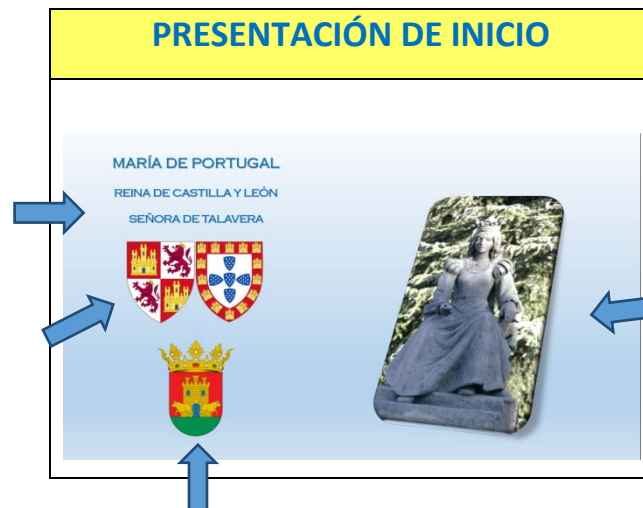 PRESENTACIÓN DE INICIO
MARÍA DE PORTUGAL
REINA DE CASTILLA Y LEÓN
SEÑORA DE TALAVERA